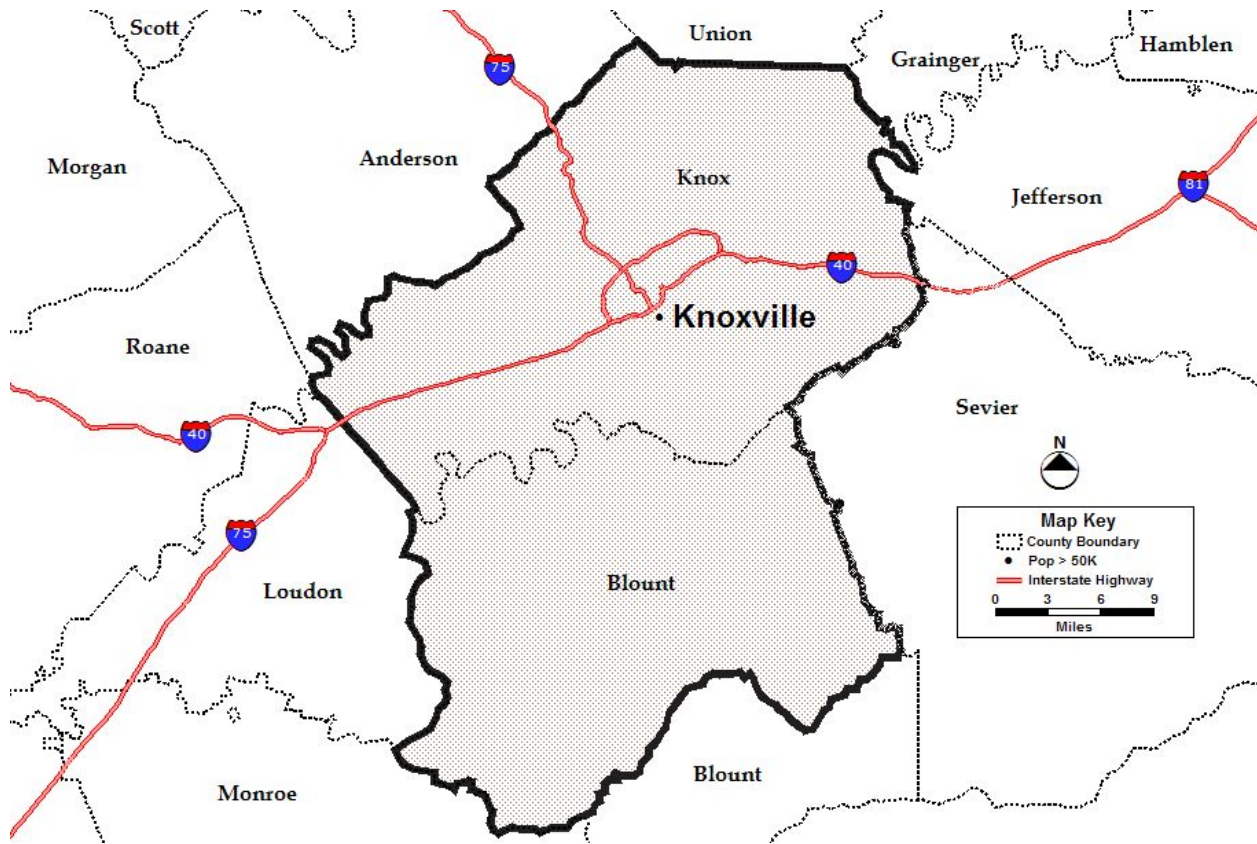 Scott
Union
Hamblen
Grainger
75
Anderson
Morgan
Knox
81
Jefferson
40
Knoxville
Roane
Sevier
40
N
Map Key
County Boundary
Pop > 50K
Interstate Highway
0 3 6 9
Miles
75
Loudon
Blount
Blount
Monroe